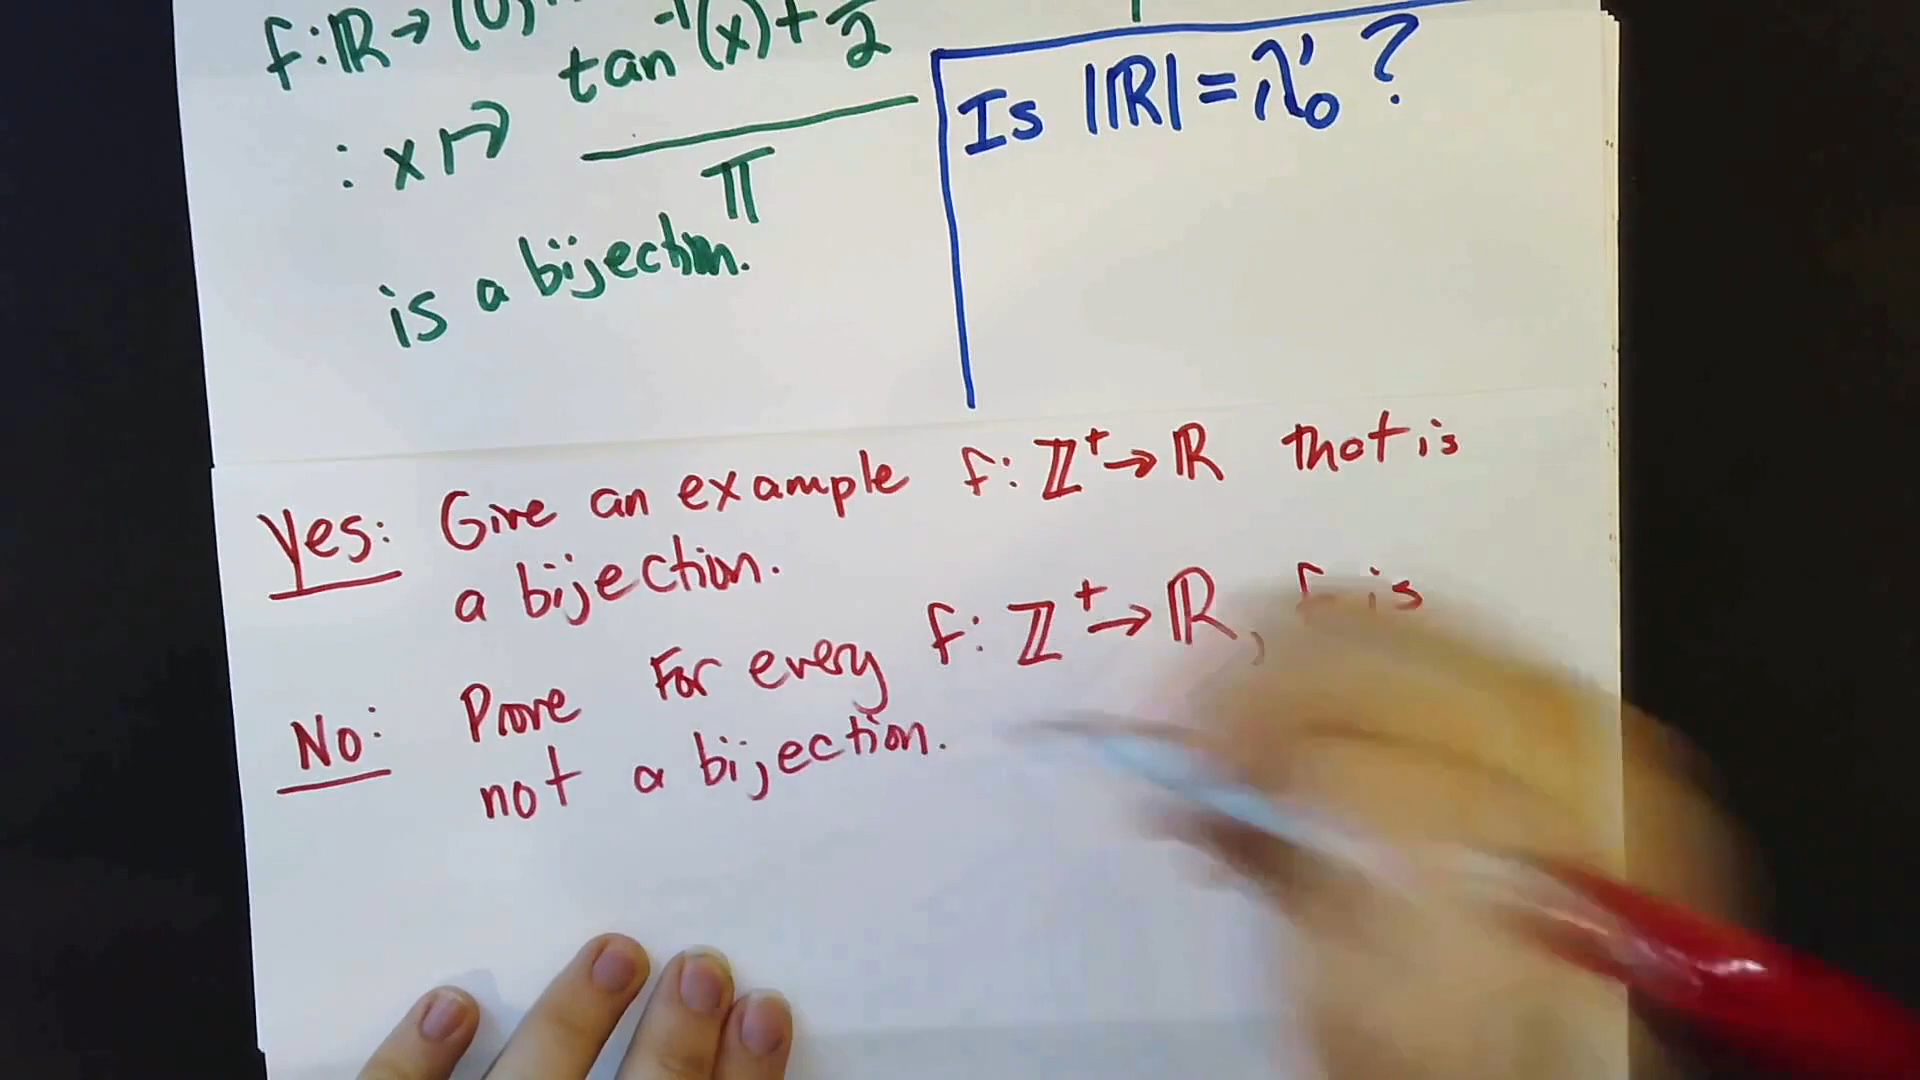 f: ℝ → (0,
tan⁻¹(x) + π/2
: x ↦
π
is a bijection.
Is |ℝ| = ℵ₀ ?
Yes: Give an example f: ℤ⁺ → ℝ that is
a bijection.
No: Prove For every f: ℤ⁺ → ℝ, f is
not a bijection.